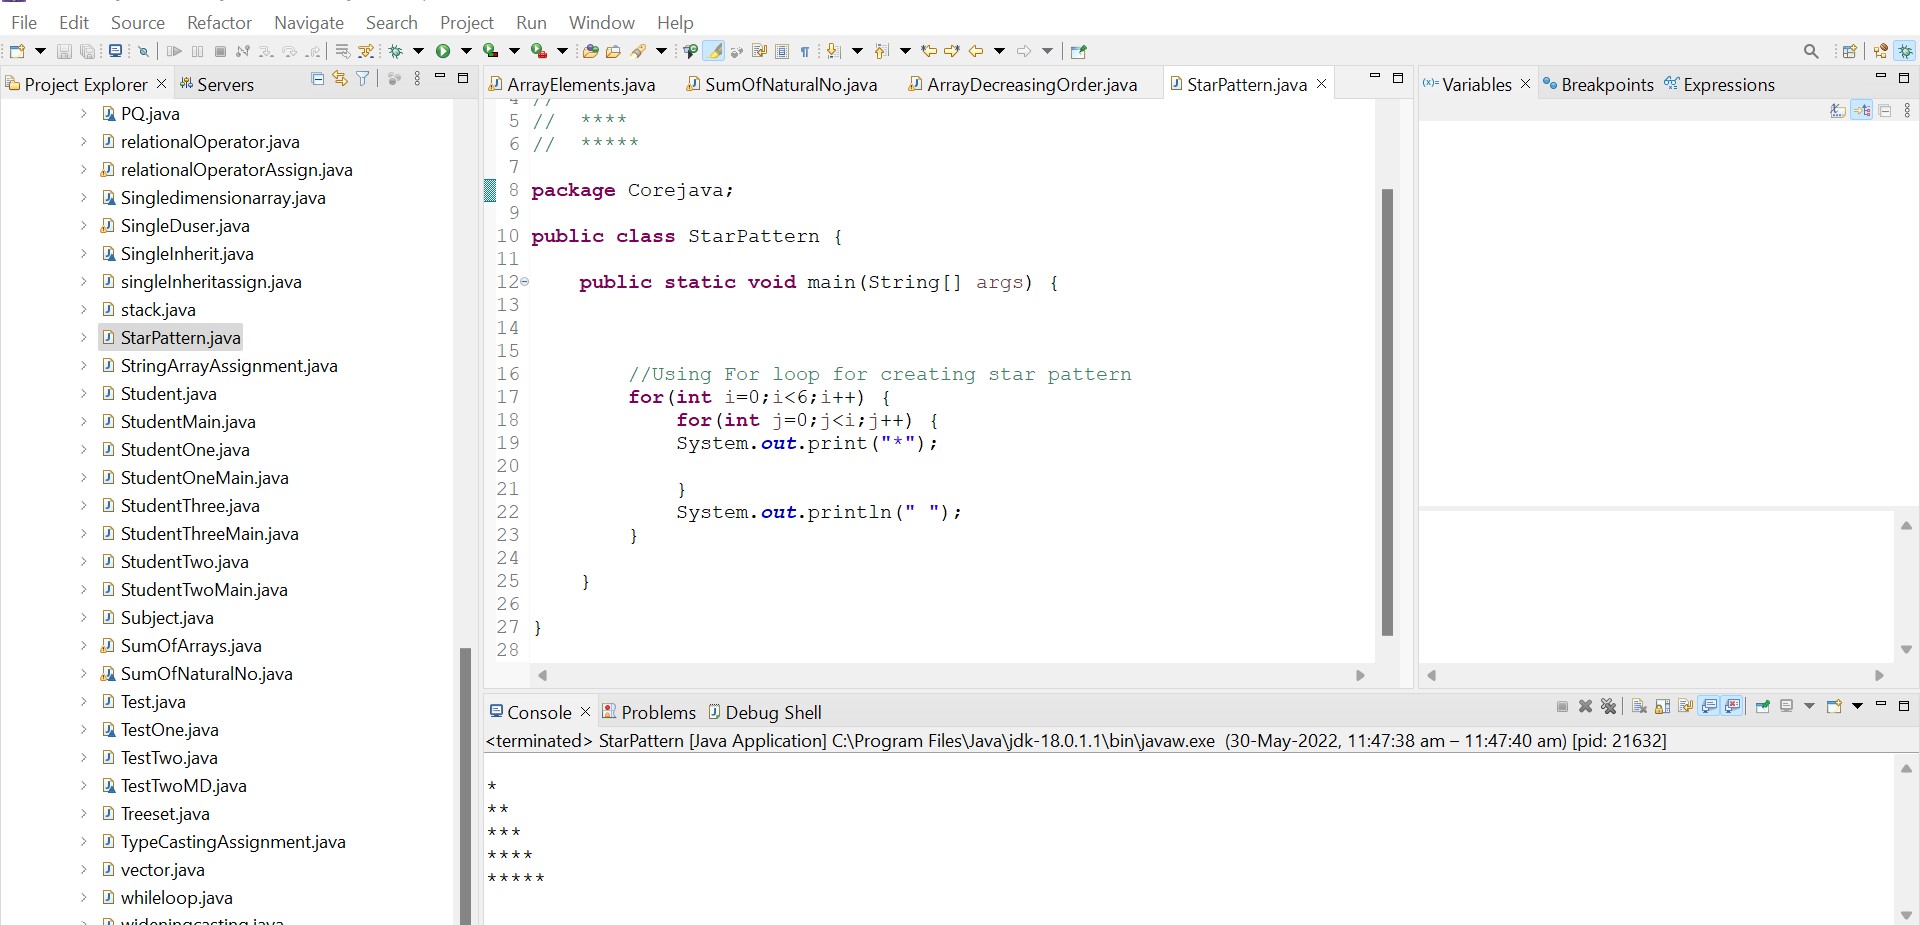 File Edit Source Refactor Navigate Search Project Run Window Help
Project Explorer Servers
PQ.java
relationalOperator.java
relationalOperatorAssign.java
Singledimensionarray.java
SingleDuser.java
SingleInherit.java
singleInheritassign.java
stack.java
StarPattern.java
StringArrayAssignment.java
Student.java
StudentMain.java
StudentOne.java
StudentOneMain.java
StudentThree.java
StudentThreeMain.java
StudentTwo.java
StudentTwoMain.java
Subject.java
SumOfArrays.java
SumOfNaturalNo.java
Test.java
TestOne.java
TestTwo.java
TestTwoMD.java
Treeset.java
TypeCastingAssignment.java
vector.java
whileloop.java
wideningcasting.java
ArrayElements.java SumOfNaturalNo.java ArrayDecreasingOrder.java StarPattern.java
4 //
5 //  ****
6 //  *****
7
8 package Corejava;
9
10 public class StarPattern {
11
12     public static void main(String[] args) {
13
14
15
16         //Using For loop for creating star pattern
17         for(int i=0;i<6;i++) {
18             for(int j=0;j<i;j++) {
19             System.out.print("*");
20
21             }
22             System.out.println(" ");
23         }
24
25     }
26
27 }
28
(x)= Variables Breakpoints Expressions
Console Problems Debug Shell
<terminated> StarPattern [Java Application] C:\Program Files\Java\jdk-18.0.1.1\bin\javaw.exe (30-May-2022, 11:47:38 am – 11:47:40 am) [pid: 21632]
*
**
***
****
*****